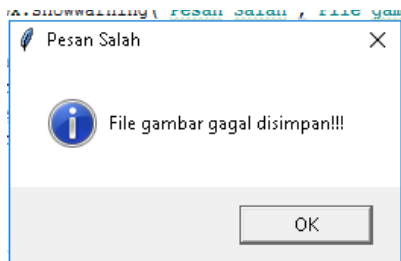 x.showwarning( Pesan Salah , File gam
Pesan Salah
File gambar gagal disimpan!!!
OK